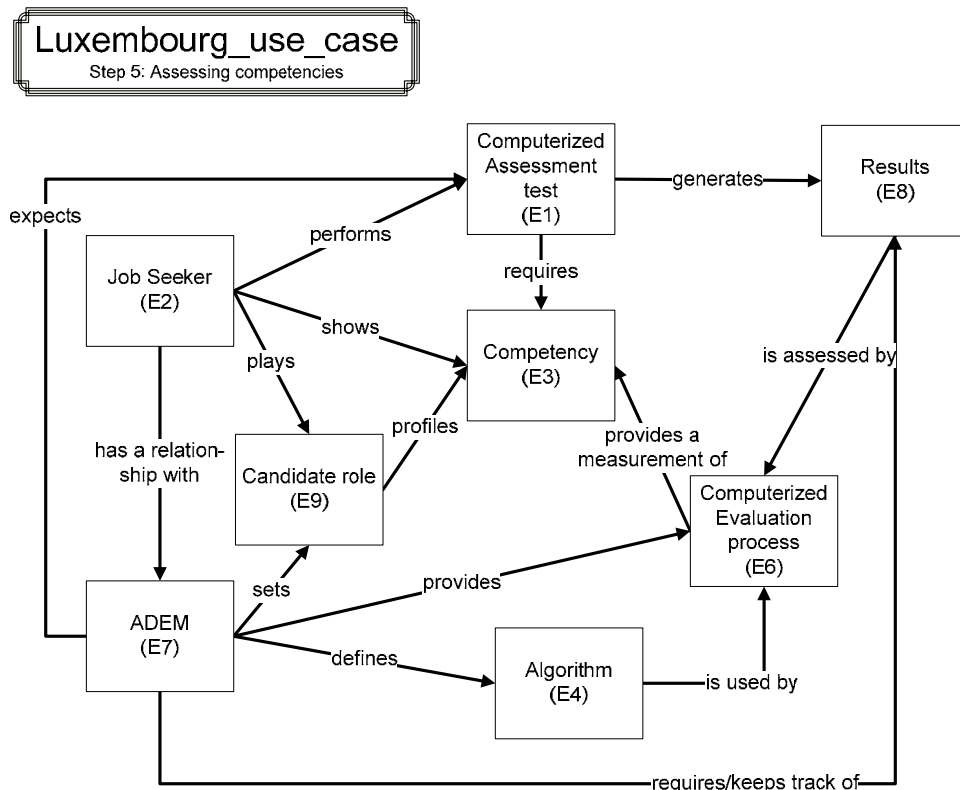 Luxembourg_use_case
Step 5: Assessing competencies
Computerized
Assessment
test
(E1)
generates
Results
(E8)
expects
performs
Job Seeker
(E2)
requires
shows
Competency
(E3)
is assessed by
plays
profiles
provides a
measurement of
has a relation-
ship with
Candidate role
(E9)
Computerized
Evaluation
process
(E6)
sets
provides
ADEM
(E7)
defines
Algorithm
(E4)
is used by
requires/keeps track of